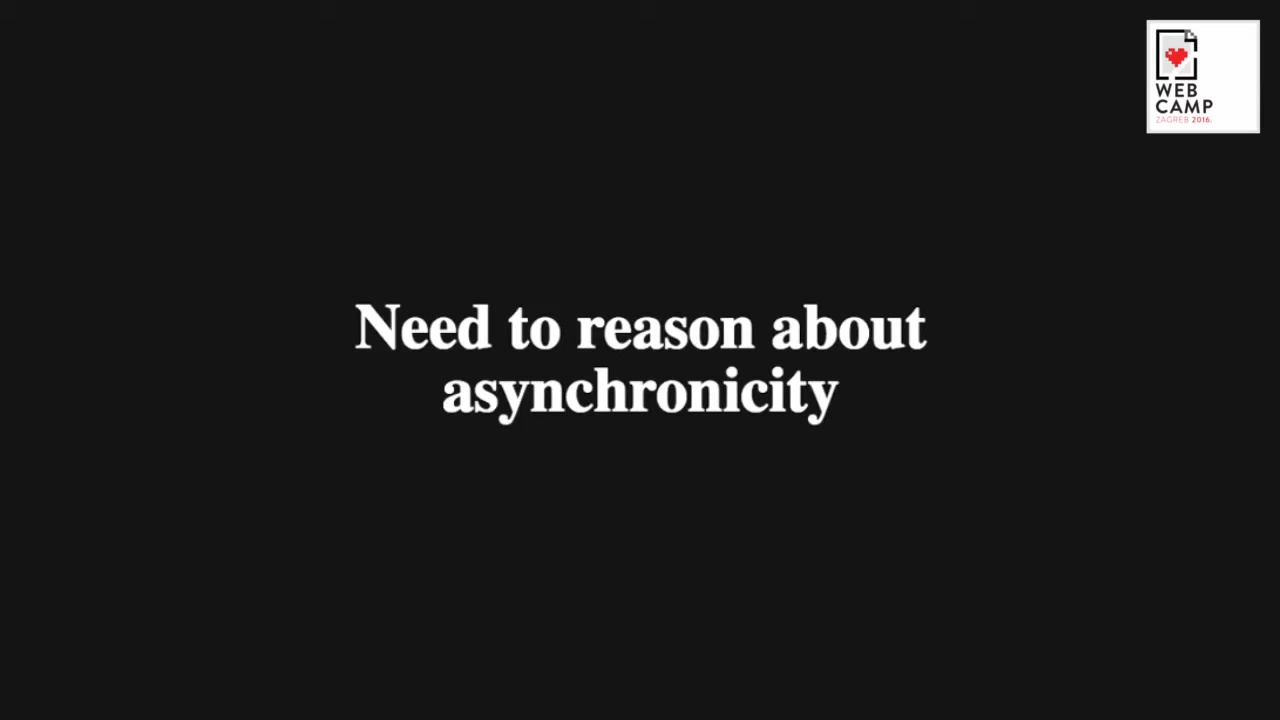 WEB
CAMP
ZAGREB 2016.
Need to reason about
asynchronicity